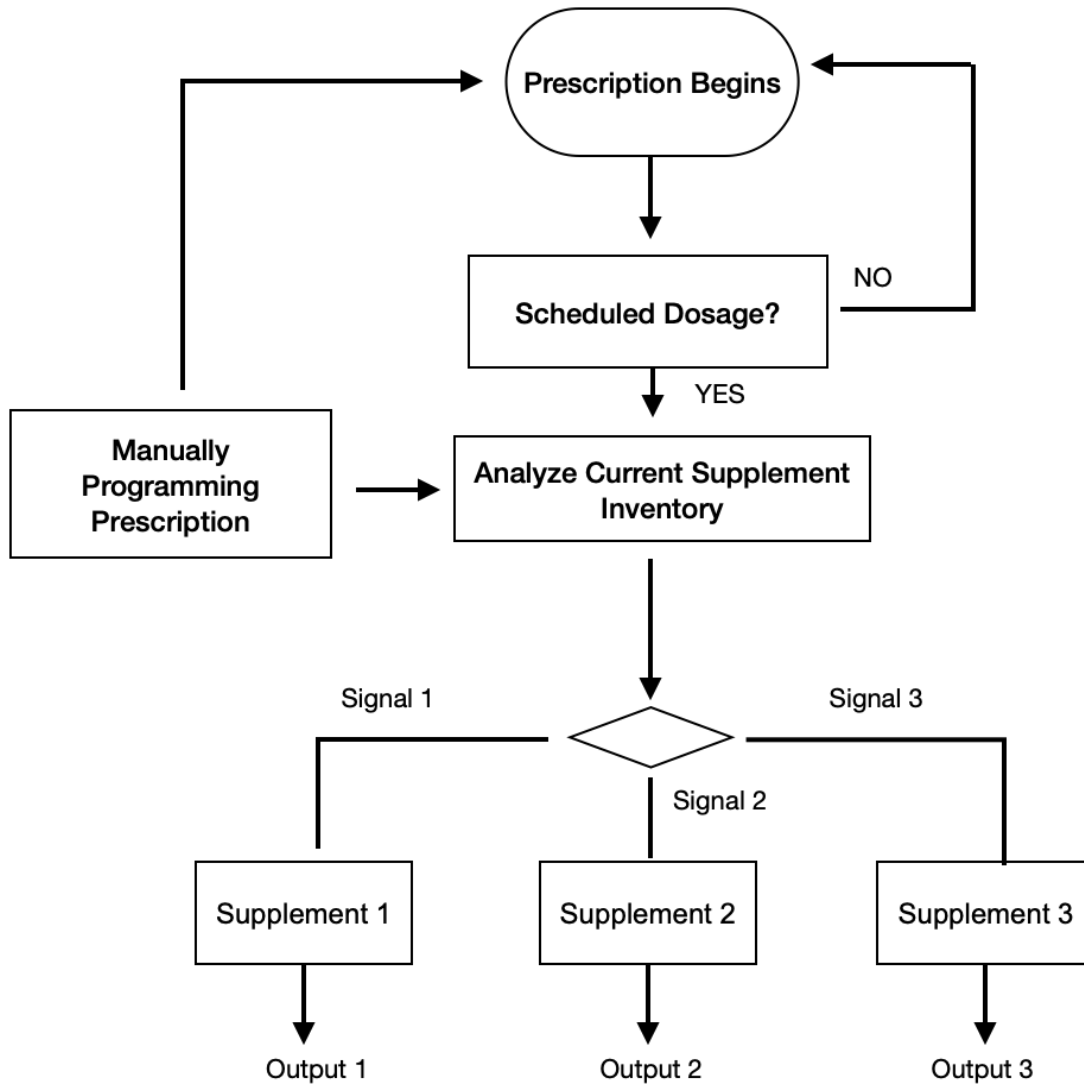 Prescription Begins
NO
Scheduled Dosage?
YES
Manually
Programming
Prescription
Analyze Current Supplement
Inventory
Signal 1
Signal 3
Signal 2
Supplement 1
Supplement 2
Supplement 3
Output 1
Output 2
Output 3